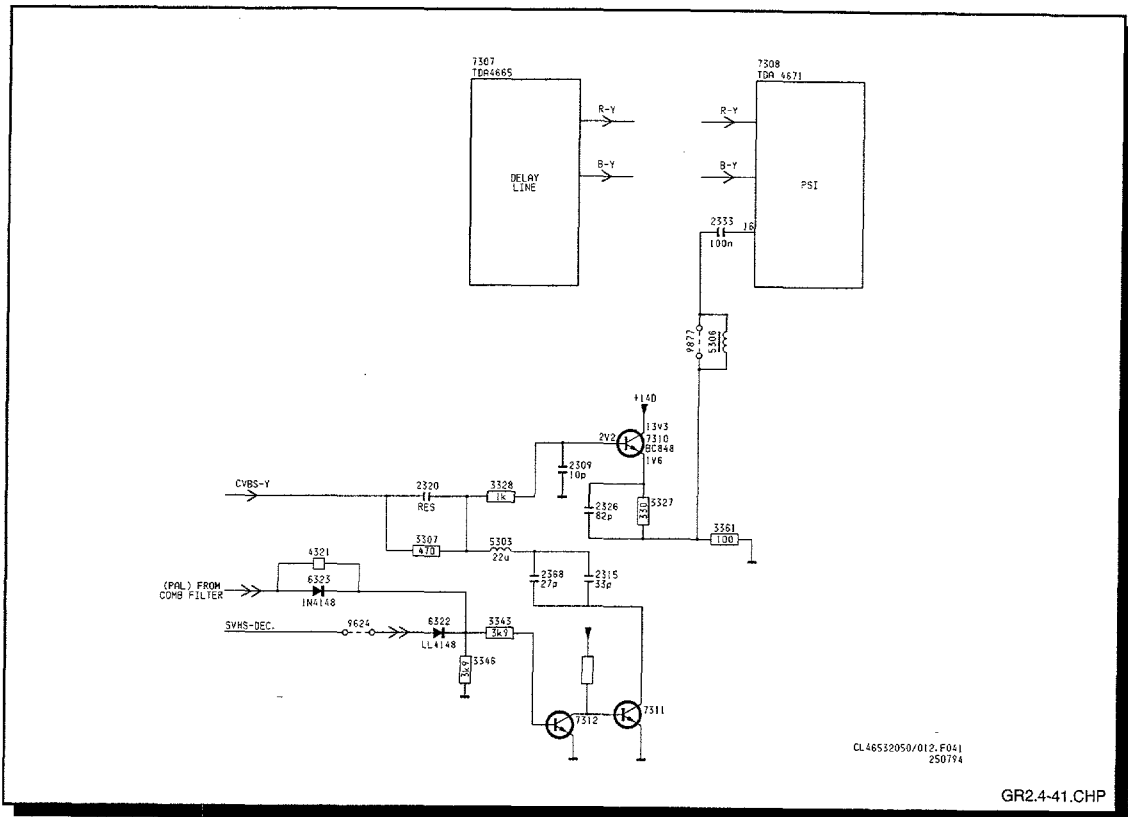 7307
TDA4665
7308
TDA 4671
R-Y
R-Y
B-Y
B-Y
DELAY
LINE
PSI
2333
16
100n
9877
5306
+14D
13V3
2V2
7310
BC848
1V6
2309
10p
CVBS-Y
2320
RES
3328
1k
2326
82p
330
3327
3361
100
3307
470
5303
22u
2368
27p
2315
33p
4321
(PAL) FROM
COMB FILTER
6323
1N4148
SVHS-DEC.
9624
6322
LL4148
3343
3k9
3k9
3346
7312
7311
CL46532050/012.F041
250794
GR2.4-41.CHP